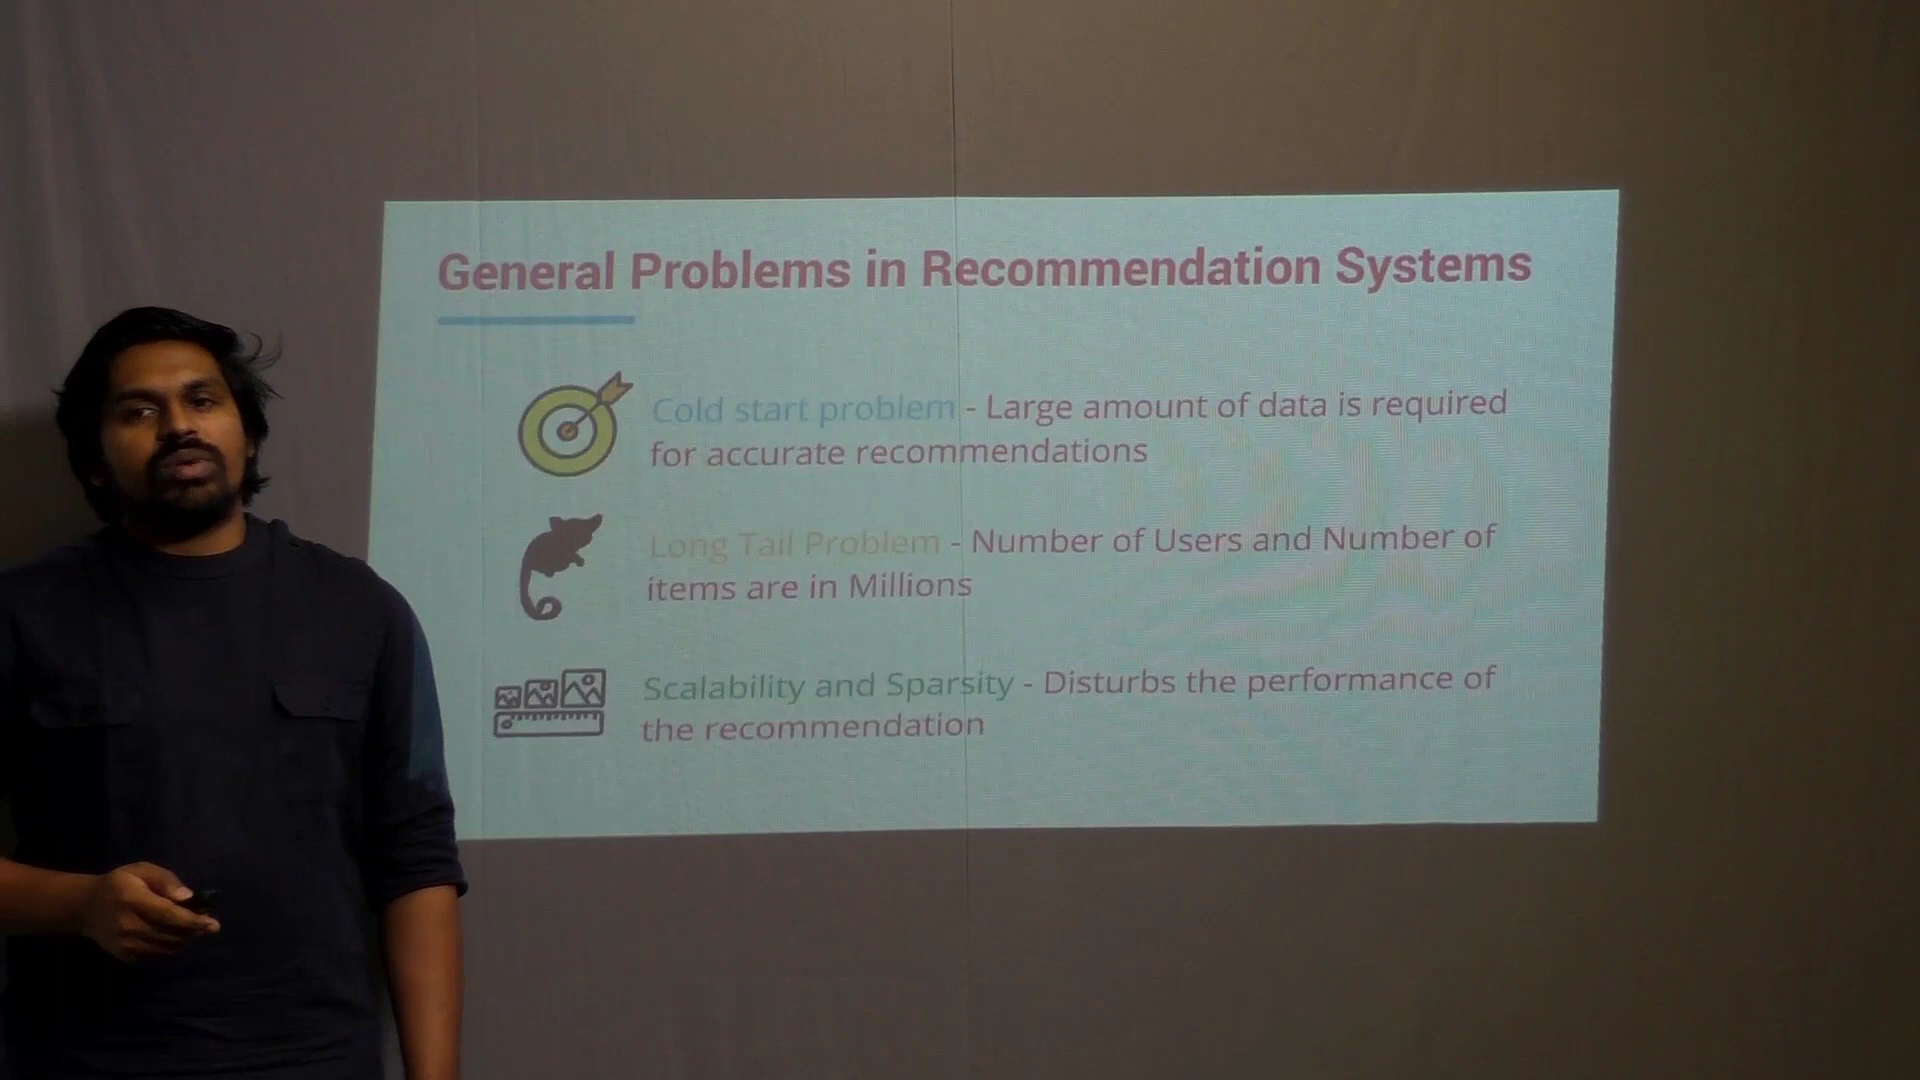 General Problems in Recommendation Systems
Cold start problem - Large amount of data is required
for accurate recommendations
Long Tail Problem - Number of Users and Number of
items are in Millions
Scalability and Sparsity - Disturbs the performance of
the recommendation